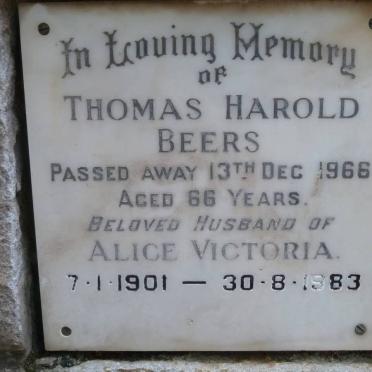 In Loving Memory
OF
THOMAS HAROLD
BEERS
PASSED AWAY 13TH DEC 1966
AGED 66 YEARS.
BELOVED HUSBAND OF
ALICE VICTORIA.
7·1·1901 — 30·8·1983